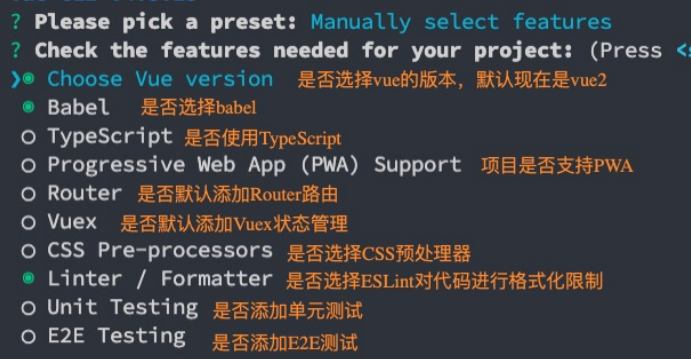 ? Please pick a preset: Manually select features
? Check the features needed for your project: (Press <
❯◉ Choose Vue version 是否选择vue的版本，默认现在是vue2
◉ Babel 是否选择babel
○ TypeScript 是否使用TypeScript
○ Progressive Web App (PWA) Support 项目是否支持PWA
○ Router 是否默认添加Router路由
○ Vuex 是否默认添加Vuex状态管理
○ CSS Pre-processors 是否选择CSS预处理器
◉ Linter / Formatter 是否选择ESLint对代码进行格式化限制
○ Unit Testing 是否添加单元测试
○ E2E Testing 是否添加E2E测试